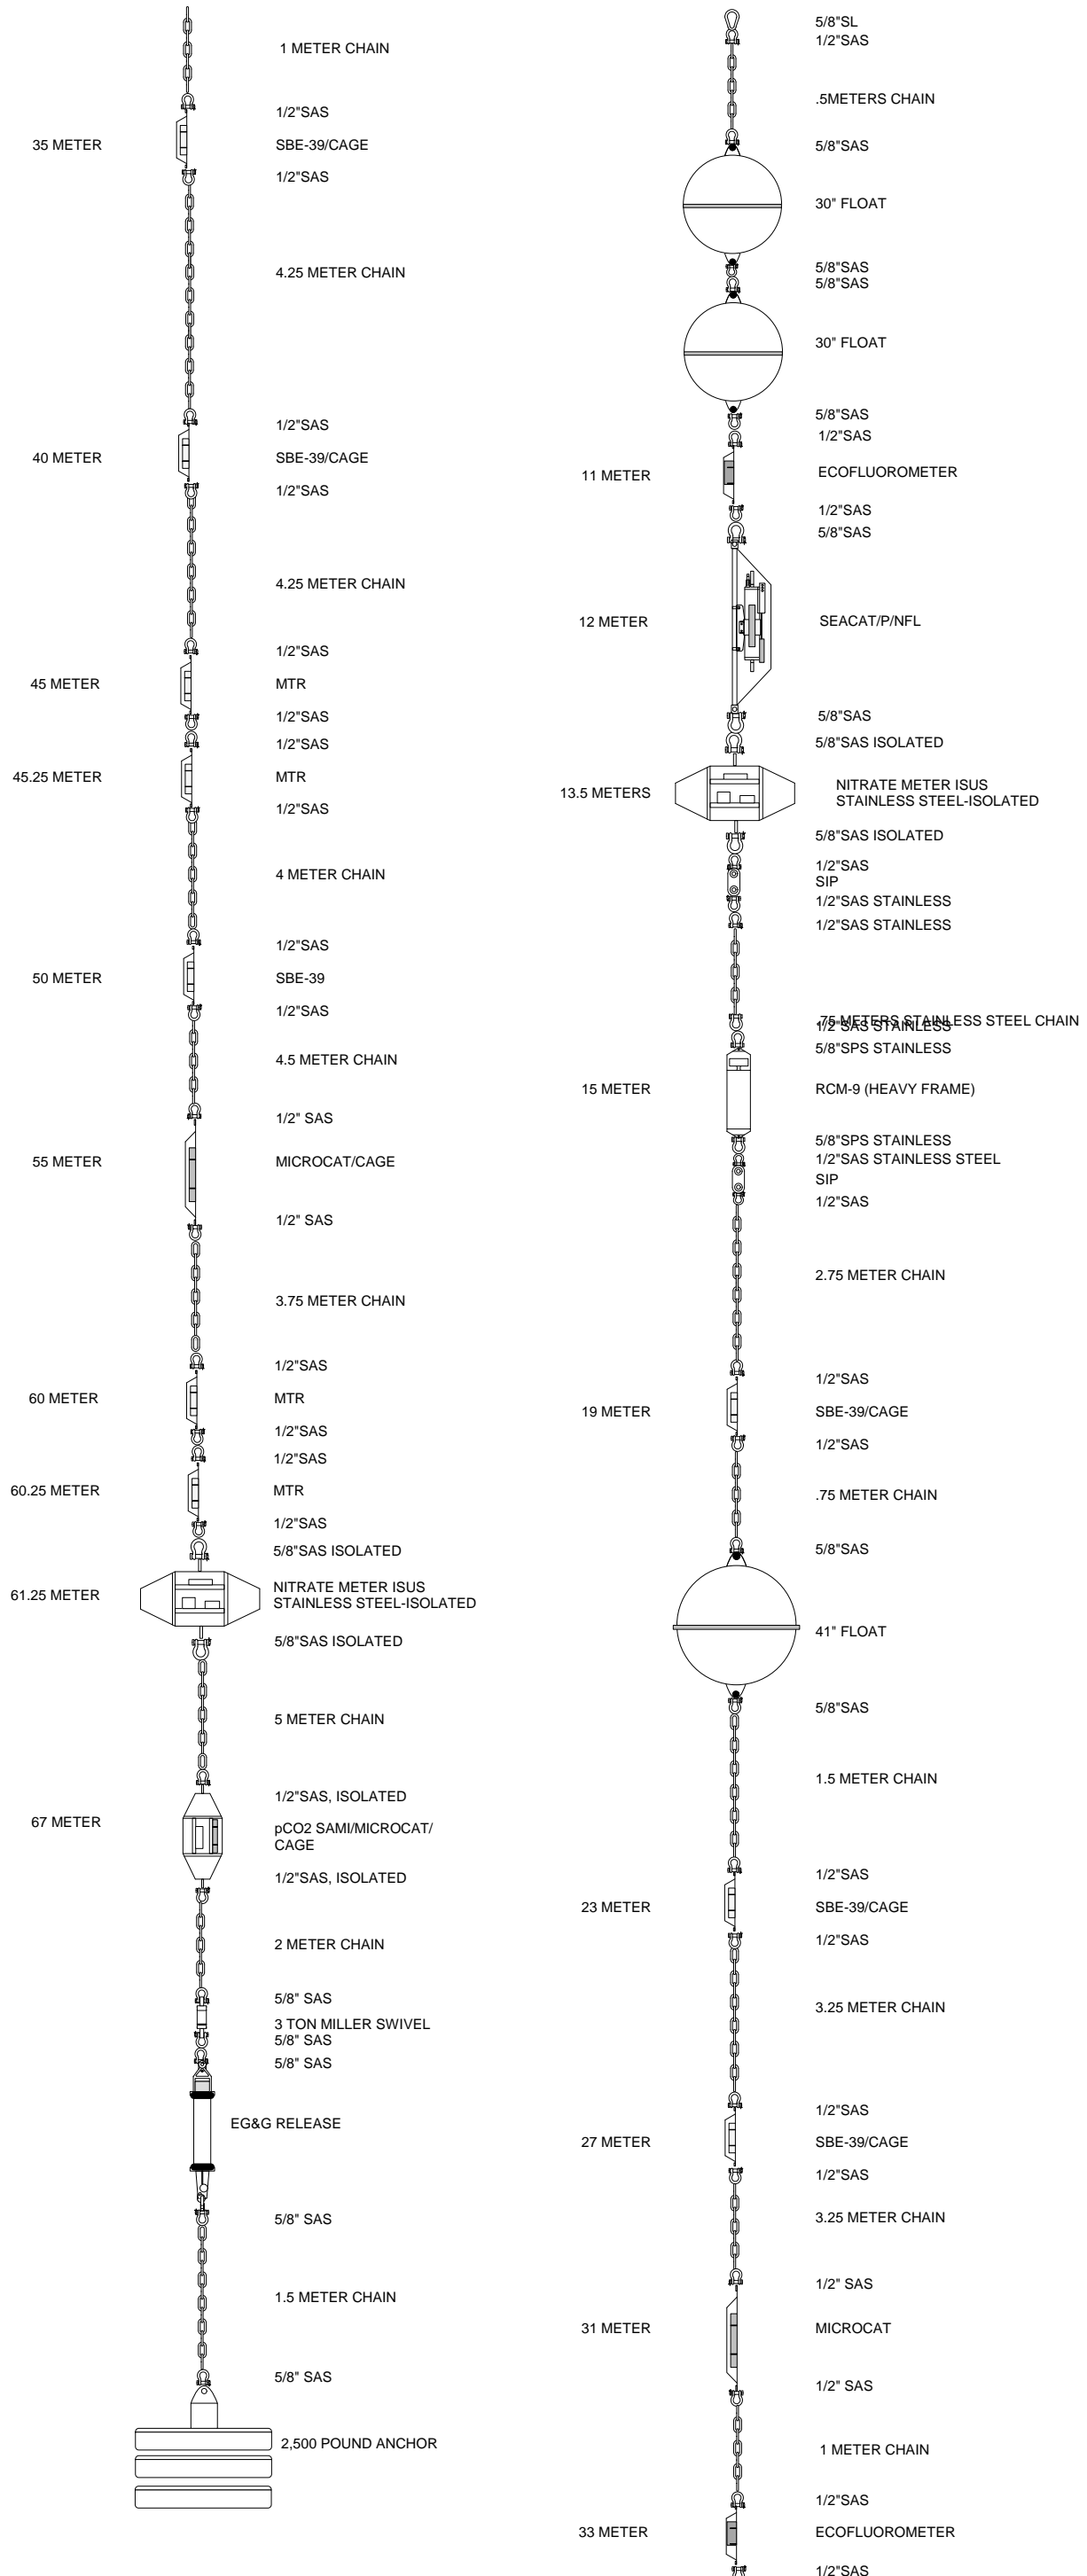 1 METER CHAIN
1/2"SAS
35 METER
SBE-39/CAGE
1/2"SAS
4.25 METER CHAIN
1/2"SAS
40 METER
SBE-39/CAGE
1/2"SAS
4.25 METER CHAIN
1/2"SAS
45 METER
MTR
1/2"SAS
1/2"SAS
45.25 METER
MTR
1/2"SAS
4 METER CHAIN
1/2"SAS
50 METER
SBE-39
1/2"SAS
4.5 METER CHAIN
1/2" SAS
55 METER
MICROCAT/CAGE
1/2" SAS
3.75 METER CHAIN
1/2"SAS
60 METER
MTR
1/2"SAS
1/2"SAS
60.25 METER
MTR
1/2"SAS
5/8"SAS ISOLATED
61.25 METER
NITRATE METER ISUS
STAINLESS STEEL-ISOLATED
5/8"SAS ISOLATED
5 METER CHAIN
1/2"SAS, ISOLATED
67 METER
pCO2 SAMI/MICROCAT/
CAGE
1/2"SAS, ISOLATED
2 METER CHAIN
5/8" SAS
3 TON MILLER SWIVEL
5/8" SAS
5/8" SAS
EG&G RELEASE
5/8" SAS
1.5 METER CHAIN
5/8" SAS
2,500 POUND ANCHOR
5/8"SL
1/2"SAS
.5METERS CHAIN
5/8"SAS
30" FLOAT
5/8"SAS
5/8"SAS
30" FLOAT
5/8"SAS
1/2"SAS
11 METER
ECOFLUOROMETER
1/2"SAS
5/8"SAS
12 METER
SEACAT/P/NFL
5/8"SAS
5/8"SAS ISOLATED
13.5 METERS
NITRATE METER ISUS
STAINLESS STEEL-ISOLATED
5/8"SAS ISOLATED
1/2"SAS
SIP
1/2"SAS STAINLESS
1/2"SAS STAINLESS
.75 METERS STAINLESS STEEL CHAIN
1/2"SAS STAINLESS
5/8"SPS STAINLESS
15 METER
RCM-9 (HEAVY FRAME)
5/8"SPS STAINLESS
1/2"SAS STAINLESS STEEL
SIP
1/2"SAS
2.75 METER CHAIN
1/2"SAS
19 METER
SBE-39/CAGE
1/2"SAS
.75 METER CHAIN
5/8"SAS
41" FLOAT
5/8"SAS
1.5 METER CHAIN
1/2"SAS
23 METER
SBE-39/CAGE
1/2"SAS
3.25 METER CHAIN
1/2"SAS
27 METER
SBE-39/CAGE
1/2"SAS
3.25 METER CHAIN
1/2" SAS
31 METER
MICROCAT
1/2" SAS
1 METER CHAIN
1/2"SAS
33 METER
ECOFLUOROMETER
1/2"SAS